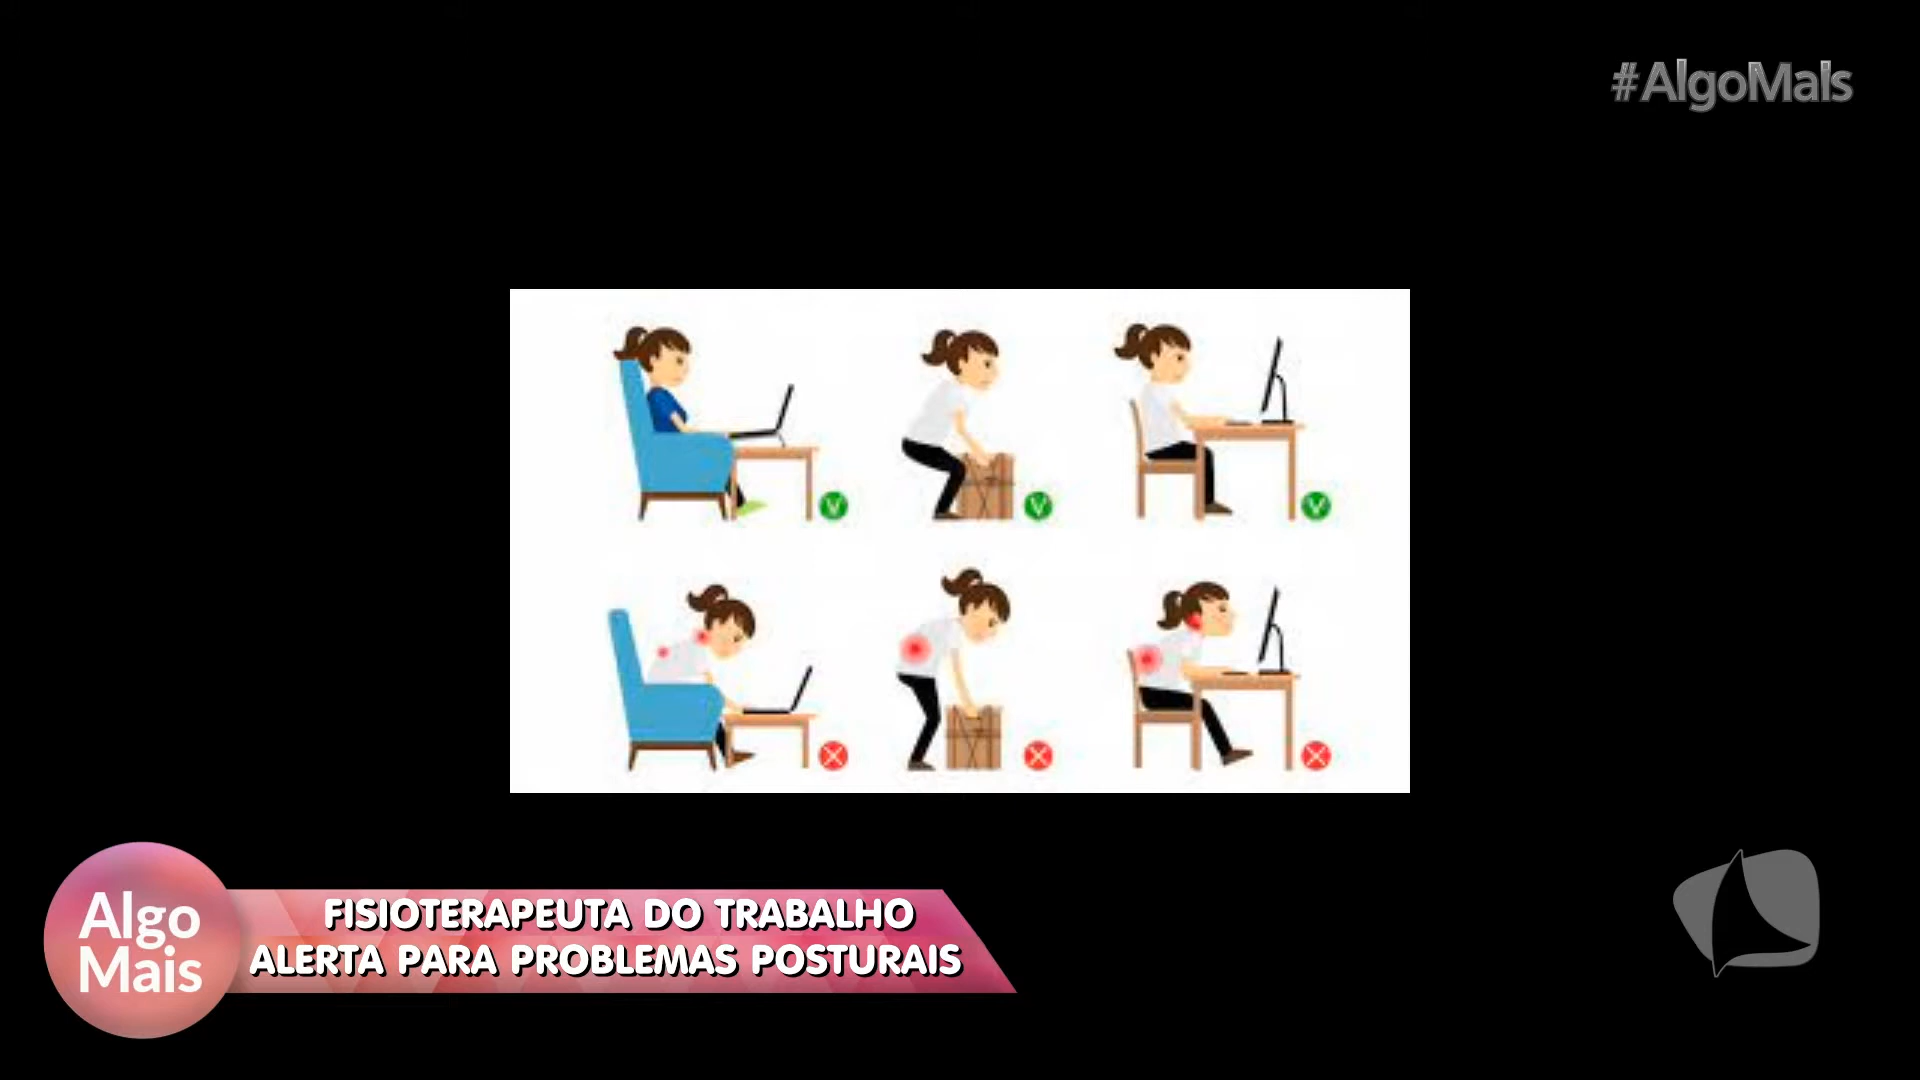 #AlgoMais
Algo
Mais
FISIOTERAPEUTA DO TRABALHO
ALERTA PARA PROBLEMAS POSTURAIS